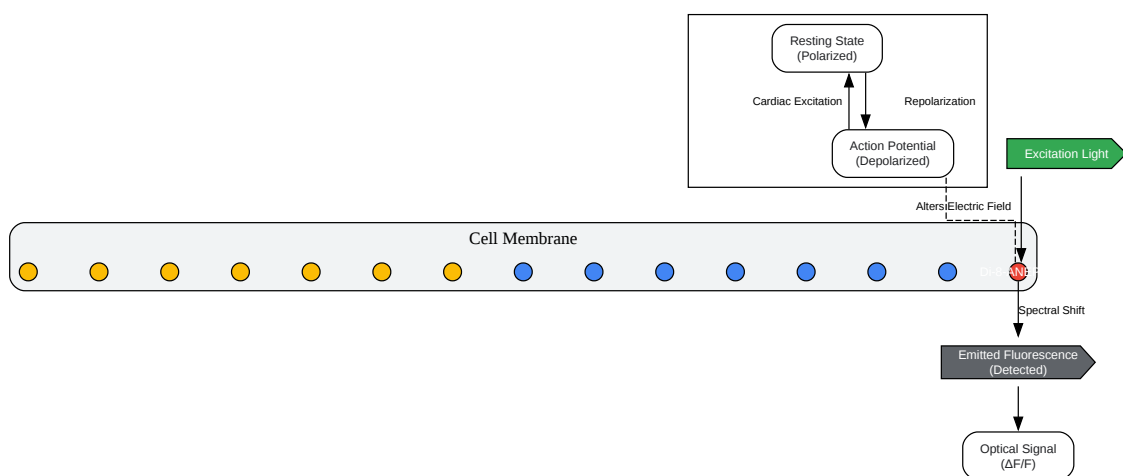 Resting State
(Polarized)
Cardiac Excitation
Repolarization
Action Potential
(Depolarized)
Excitation Light
Alters Electric Field
Cell Membrane
Spectral Shift
Emitted Fluorescence
(Detected)
Optical Signal
(ΔF/F)